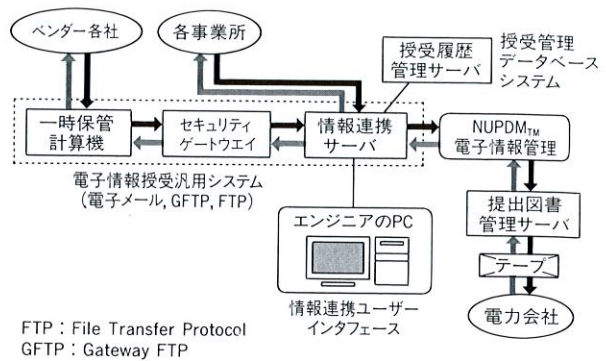 ベンダー各社
各事業所
授受履歴
管理サーバ
授受管理
データベース
システム
一時保管
計算機
セキュリティ
ゲートウエイ
情報連携
サーバ
NUPDM™
電子情報管理
電子情報授受汎用システム
(電子メール, GFTP, FTP)
エンジニアのPC
提出図書
管理サーバ
テープ
情報連携ユーザー
インタフェース
電力会社
FTP:File Transfer Protocol
GFTP:Gateway FTP